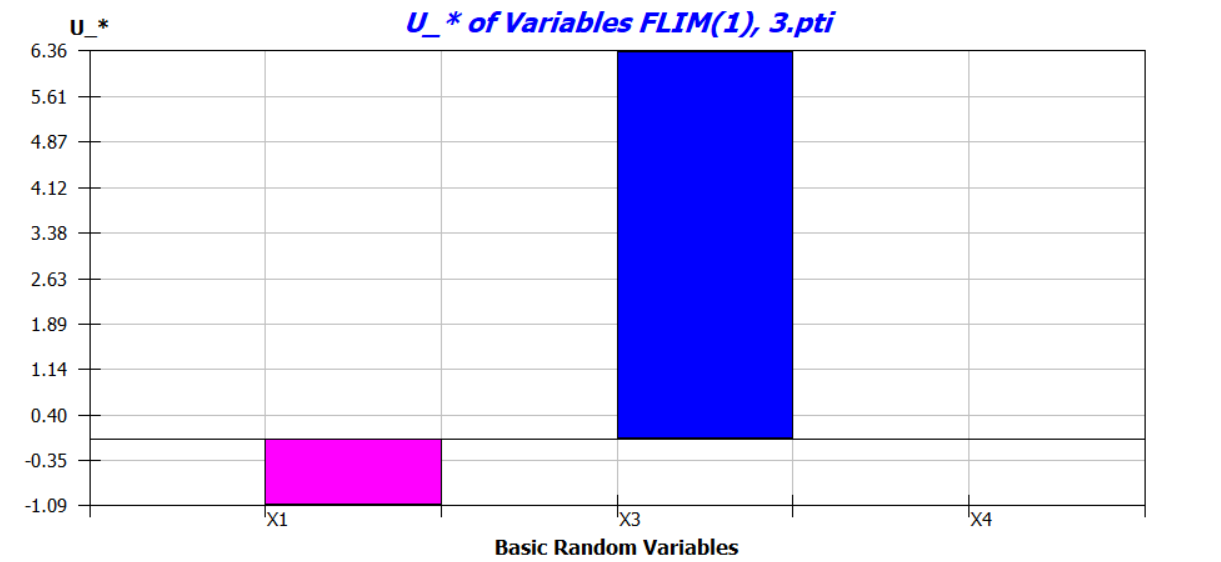 U_* of Variables FLIM(1), 3.pti
U_*
6.36
5.61
4.87
4.12
3.38
2.63
1.89
1.14
0.40
-0.35
-1.09
X1 X3 X4
Basic Random Variables